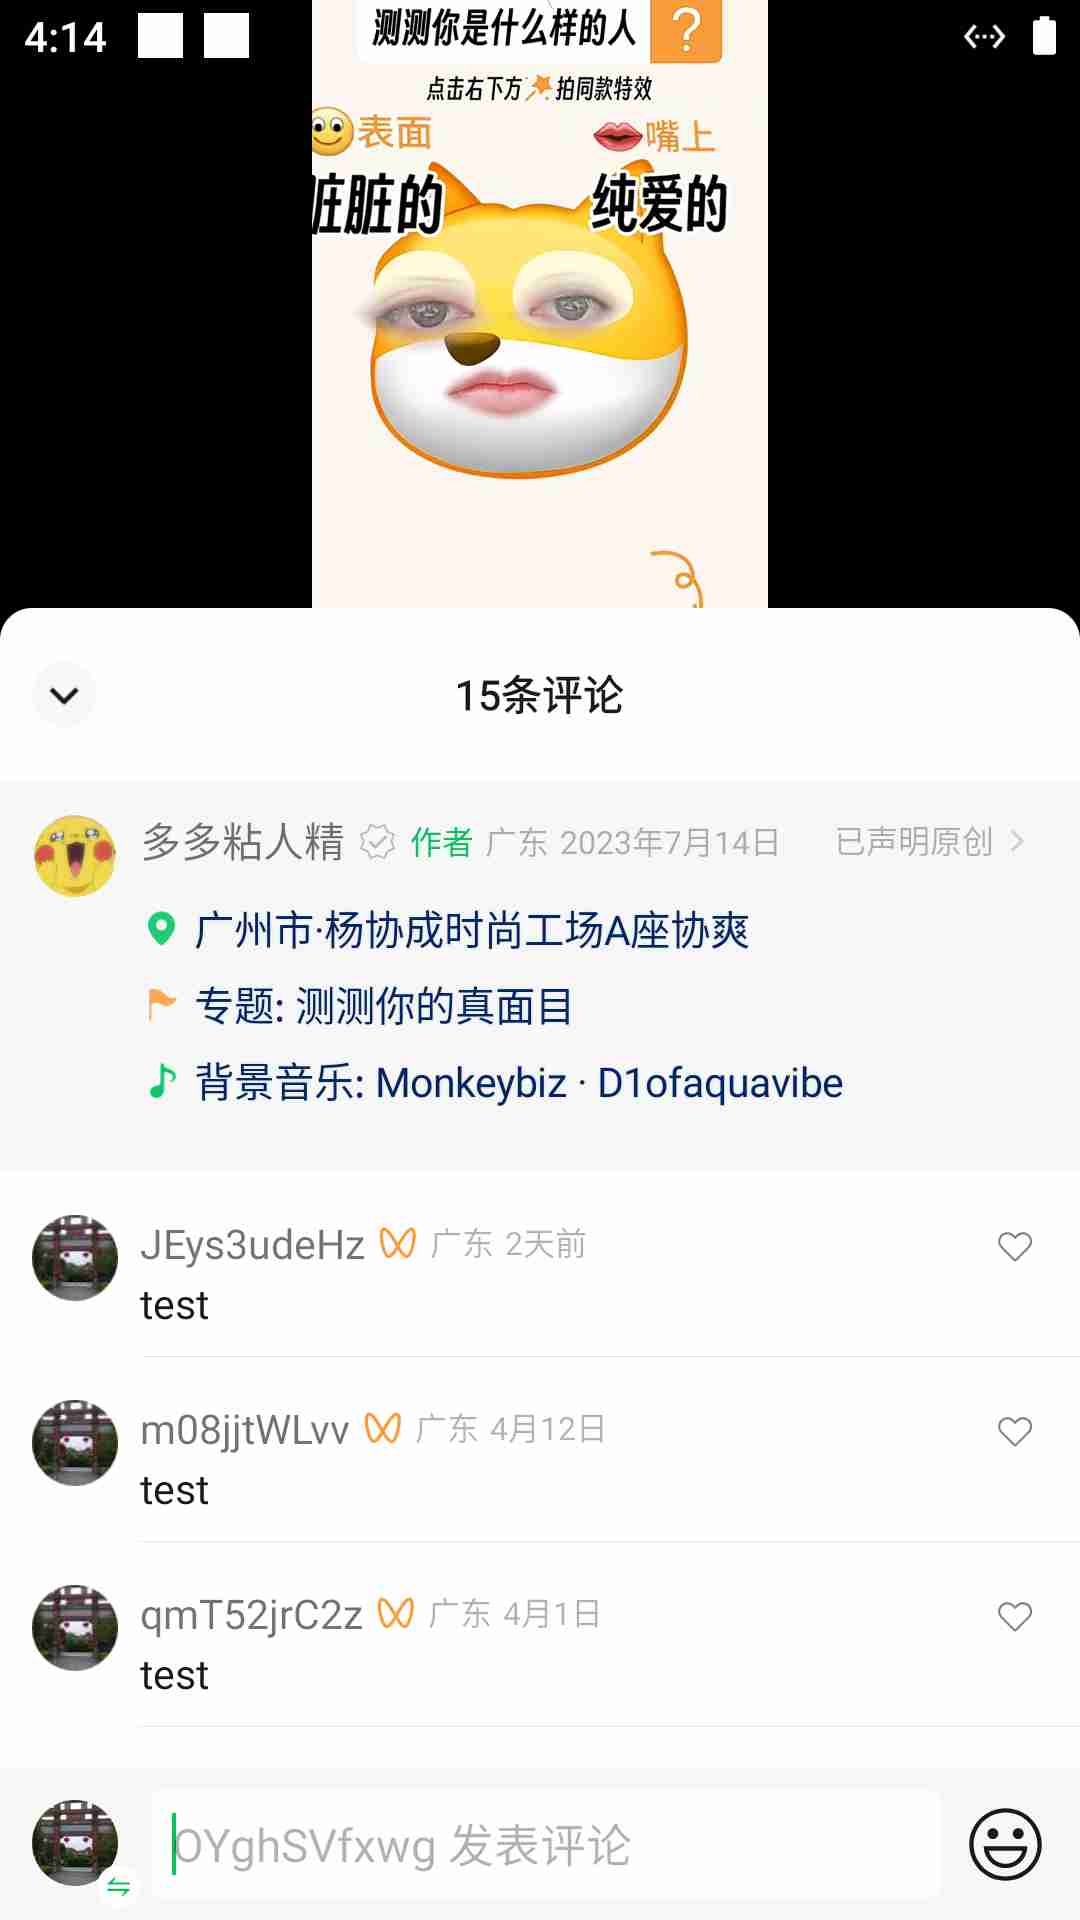 4:14
测测你是什么样的人 ?
点击右下方拍同款特效
表面
嘴上
脏脏的
纯爱的
15条评论
多多粘人精 作者 广东 2023年7月14日 已声明原创
广州市·杨协成时尚工场A座协爽
专题: 测测你的真面目
背景音乐: Monkeybiz · D1ofaquavibe
JEys3udeHz 广东 2天前
test
m08jjtWLvv 广东 4月12日
test
qmT52jrC2z 广东 4月1日
test
OYghSVfxwg 发表评论